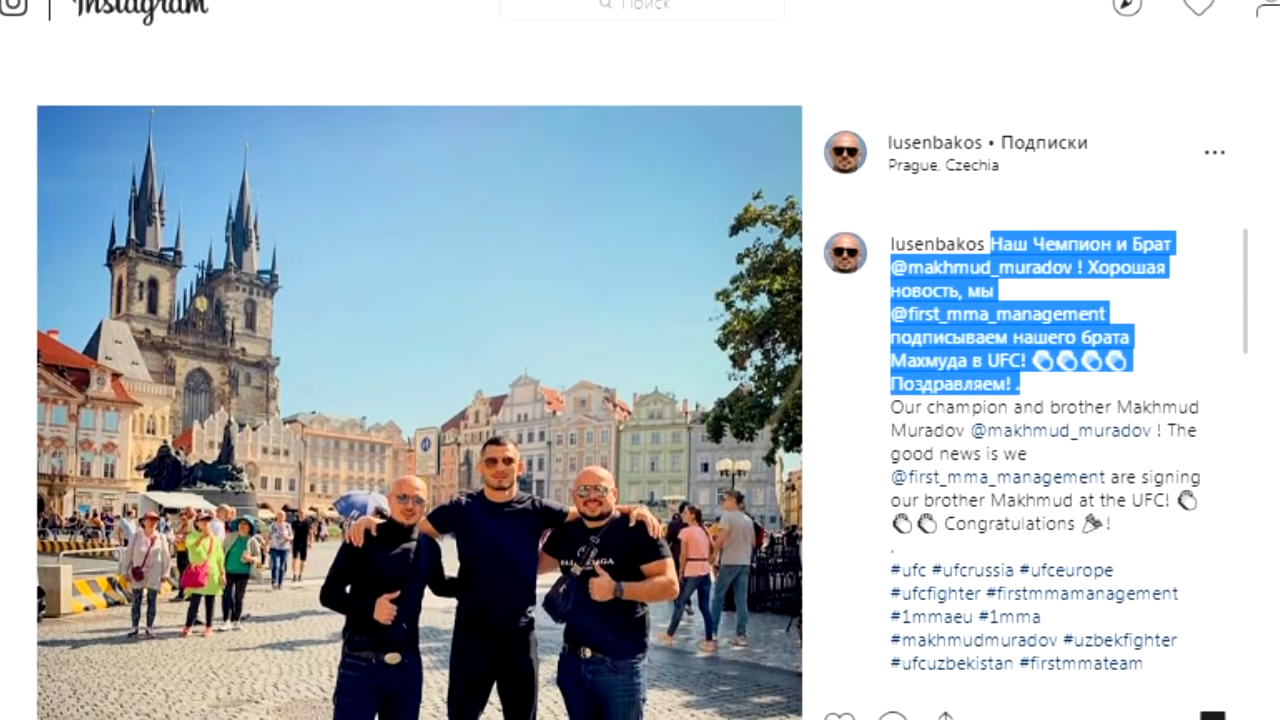 Instagram
Поиск
lusenbakos • Подписки
Prague, Czechia
lusenbakos Наш Чемпион и Брат
@makhmud_muradov ! Хорошая
новость, мы
@first_mma_management
подписываем нашего брата
Махмуда в UFC! 👏👏👏👏
Поздравляем! .
Our champion and brother Makhmud
Muradov @makhmud_muradov ! The
good news is we
@first_mma_management are signing
our brother Makhmud at the UFC! 👏
👏👏 Congratulations 🎉!
.
#ufc #ufcrussia #ufceurope
#ufcfighter #firstmmamanagement
#1mmaeu #1mma
#makhmudmuradov #uzbekfighter
#ufcuzbekistan #firstmmateam